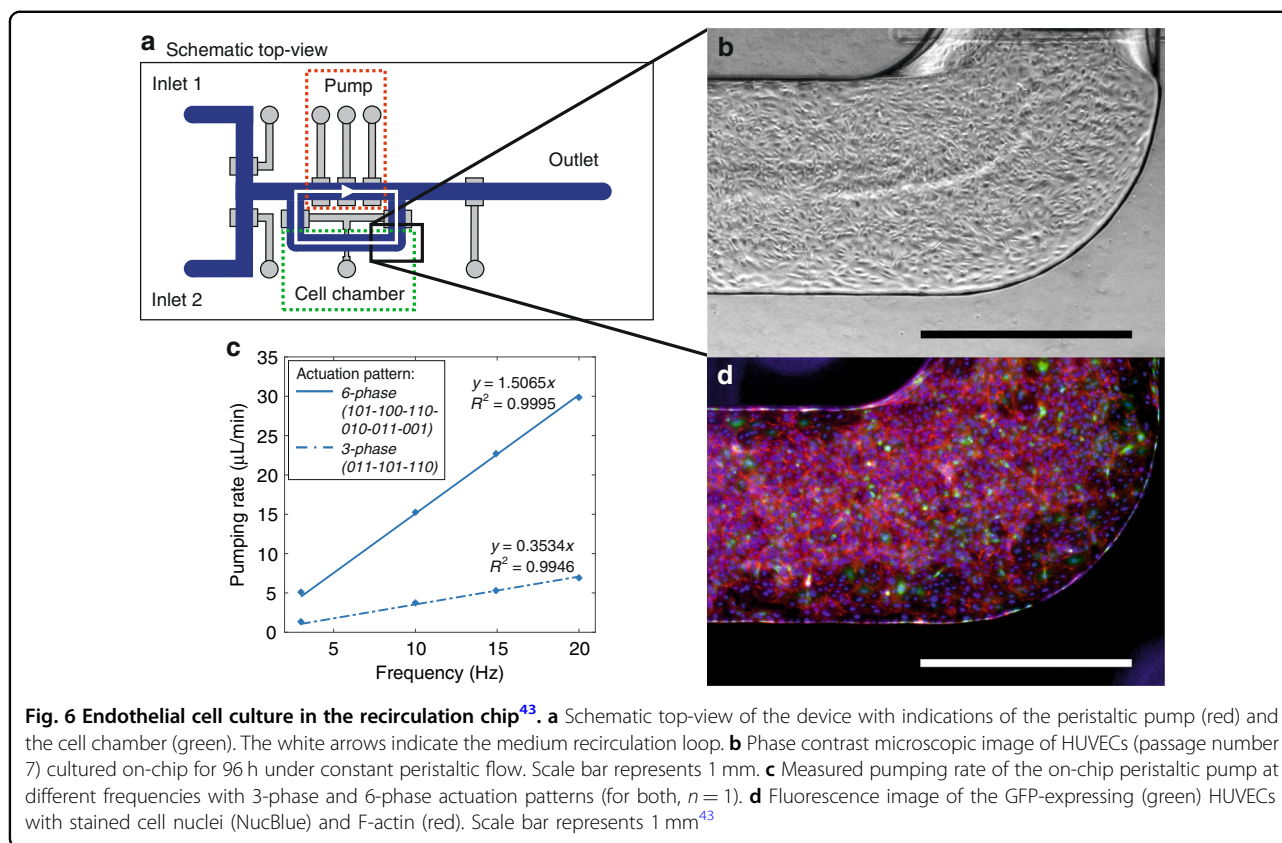 a
Schematic top-view
Inlet 1
Pump
Outlet
Inlet 2
Cell chamber
b
c
35
30
25
20
15
10
5
0
Pumping rate (μL/min)
Actuation pattern:
6-phase
(101-100-110-
010-011-001)
3-phase
(011-101-110)
y = 1.5065x
R² = 0.9995
y = 0.3534x
R² = 0.9946
5 10 15 20
Frequency (Hz)
d
Fig. 6 Endothelial cell culture in the recirculation chip⁴³. a Schematic top-view of the device with indications of the peristaltic pump (red) and
the cell chamber (green). The white arrows indicate the medium recirculation loop. b Phase contrast microscopic image of HUVECs (passage number
7) cultured on-chip for 96 h under constant peristaltic flow. Scale bar represents 1 mm. c Measured pumping rate of the on-chip peristaltic pump at
different frequencies with 3-phase and 6-phase actuation patterns (for both, n = 1). d Fluorescence image of the GFP-expressing (green) HUVECs
with stained cell nuclei (NucBlue) and F-actin (red). Scale bar represents 1 mm⁴³